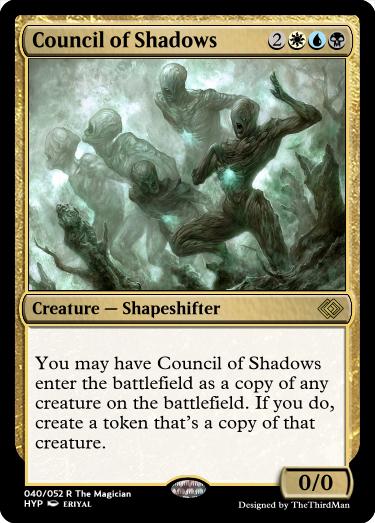 Council of Shadows 2
Creature — Shapeshifter
You may have Council of Shadows
enter the battlefield as a copy of any
creature on the battlefield. If you do,
create a token that's a copy of that
creature.
0/0
040/052 R The Magician
HYP ERIYAL
Designed by TheThirdMan